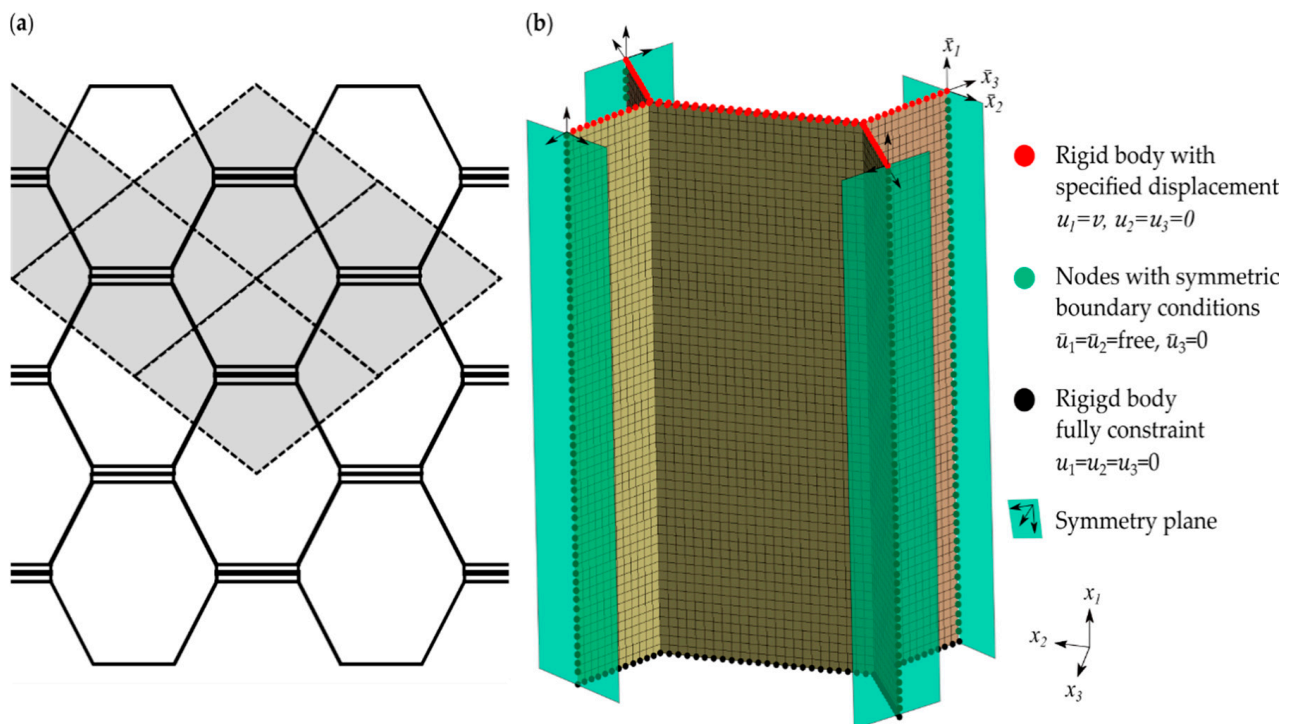 (a)
(b)
x̄1
x̄3
x̄2
Rigid body with
specified displacement
u1=v, u2=u3=0
Nodes with symmetric
boundary conditions
ū1=ū2=free, ū3=0
Rigigd body
fully constraint
u1=u2=u3=0
Symmetry plane
x1
x2
x3